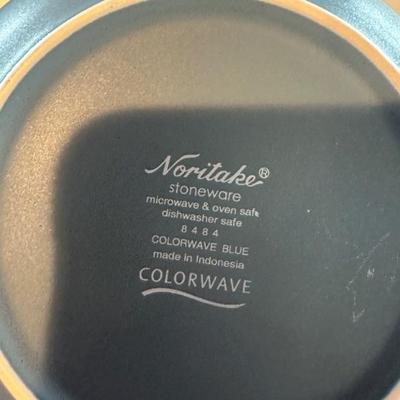 Noritake®
stoneware
microwave & oven safe
dishwasher safe
8484
COLORWAVE BLUE
made in Indonesia
COLORWAVE